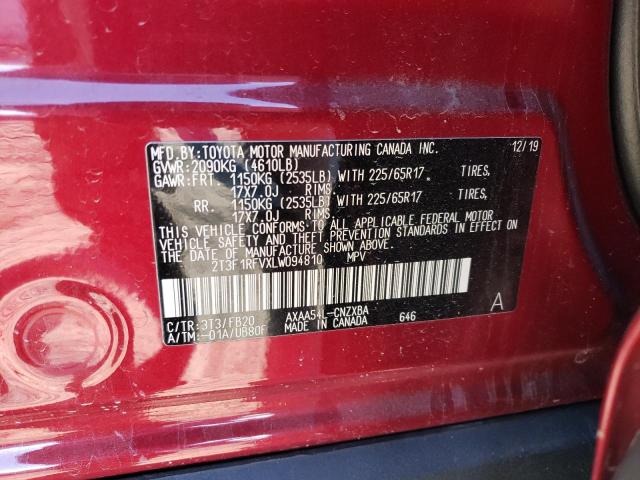 MFD.BY:TOYOTA MOTOR MANUFACTURING CANADA INC. 12/19
GVWR:2090KG (4610LB)
GAWR:FRT. 1150KG (2535LB) WITH 225/65R17 TIRES,
17X7.0J RIMS.
RR. 1150KG (2535LB) WITH 225/65R17 TIRES,
17X7.0J RIMS.
THIS VEHICLE CONFORMS TO ALL APPLICABLE FEDERAL MOTOR
VEHICLE SAFETY AND THEFT PREVENTION STANDARDS IN EFFECT
ON THE DATE OF MANUFACTURE SHOWN ABOVE.
2T3F1RFVXLW094810 MPV
C/TR:3T3/FB20 AXAA54L-CNZXBA 646 A
A/TM:-01A/UB80F MADE IN CANADA